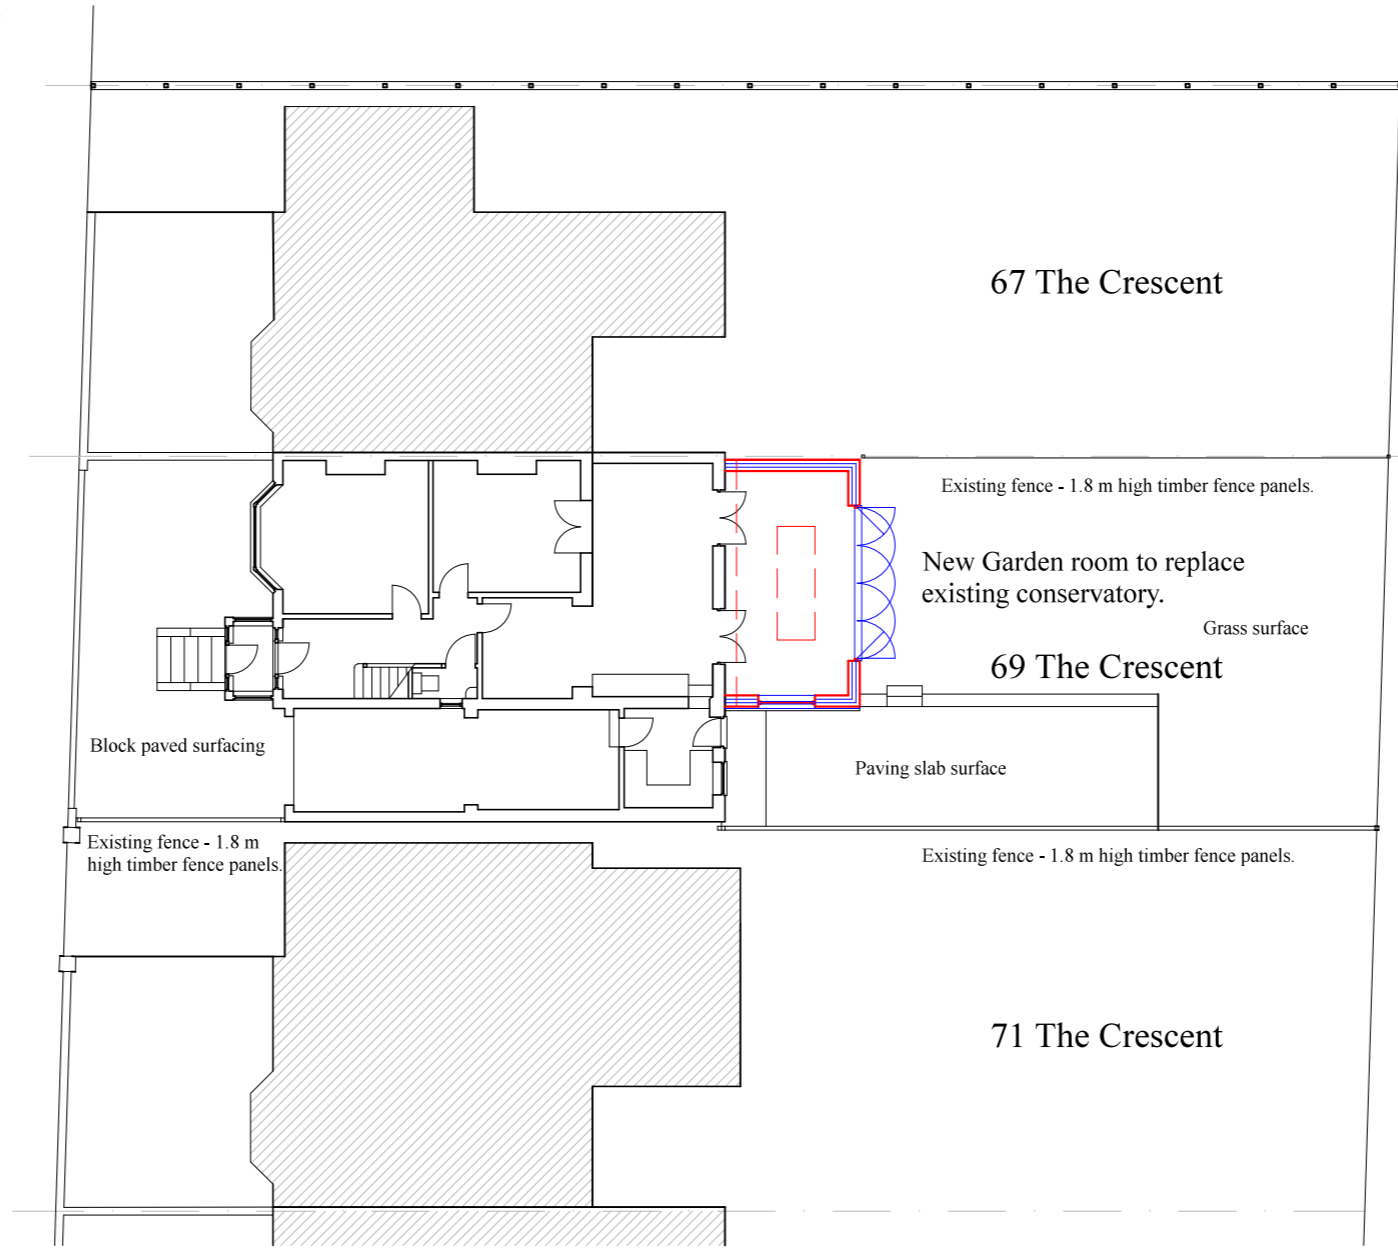 67 The Crescent
Existing fence - 1.8 m high timber fence panels.
New Garden room to replace
existing conservatory.
Grass surface
69 The Crescent
Block paved surfacing
Paving slab surface
Existing fence - 1.8 m
high timber fence panels.
Existing fence - 1.8 m high timber fence panels.
71 The Crescent